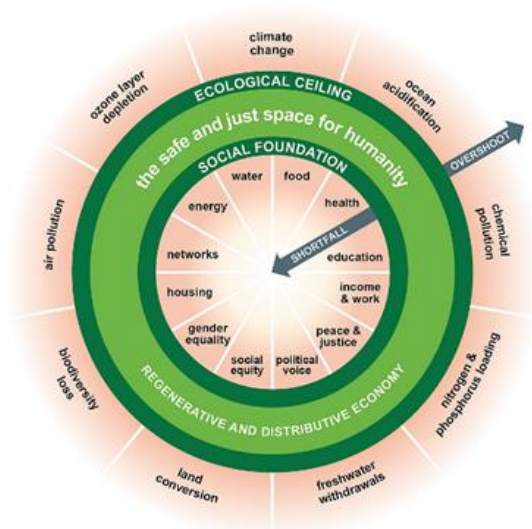 climate
change
ocean
acidification
chemical
pollution
nitrogen &
phosphorus loading
freshwater
withdrawals
land
conversion
biodiversity
loss
air pollution
ozone layer
depletion
ECOLOGICAL CEILING
the safe and just space for humanity
SOCIAL FOUNDATION
OVERSHOOT
SHORTFALL
water
food
health
education
income
& work
peace &
justice
political
voice
social
equity
gender
equality
housing
networks
energy
REGENERATIVE AND DISTRIBUTIVE ECONOMY